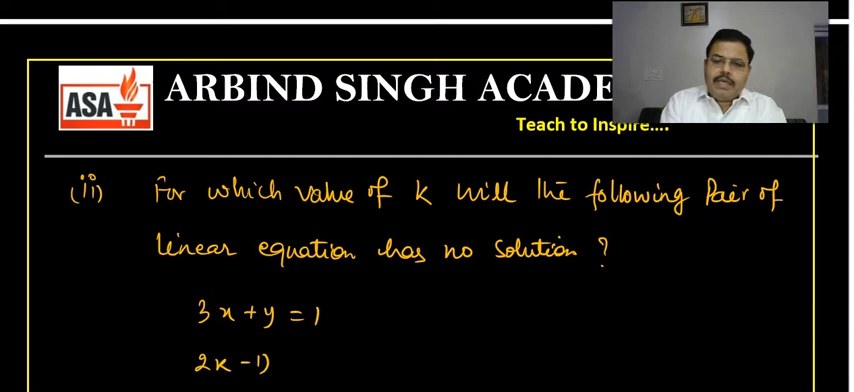 ASA
ARBIND SINGH ACADE
Teach to Inspire....
(ii) For which value of K will the following Pair of
linear equation has no solution ?
3x + y = 1
2K - 1)